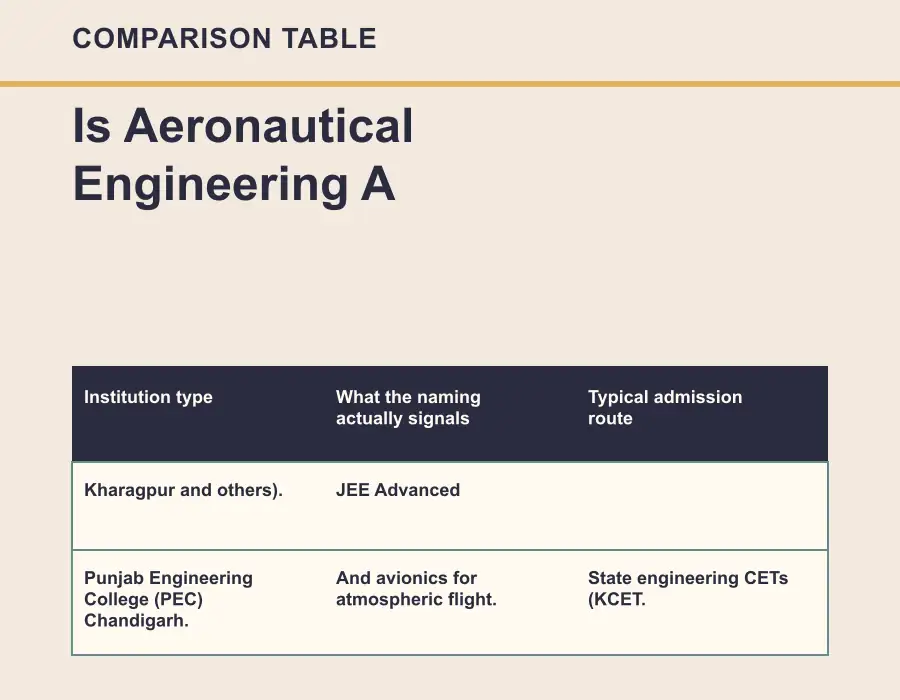 COMPARISON TABLE
Is Aeronautical
Engineering A
Institution type
What the naming
actually signals
Typical admission
route
Kharagpur and others).
JEE Advanced
Punjab Engineering
College (PEC)
Chandigarh.
And avionics for
atmospheric flight.
State engineering CETs
(KCET.